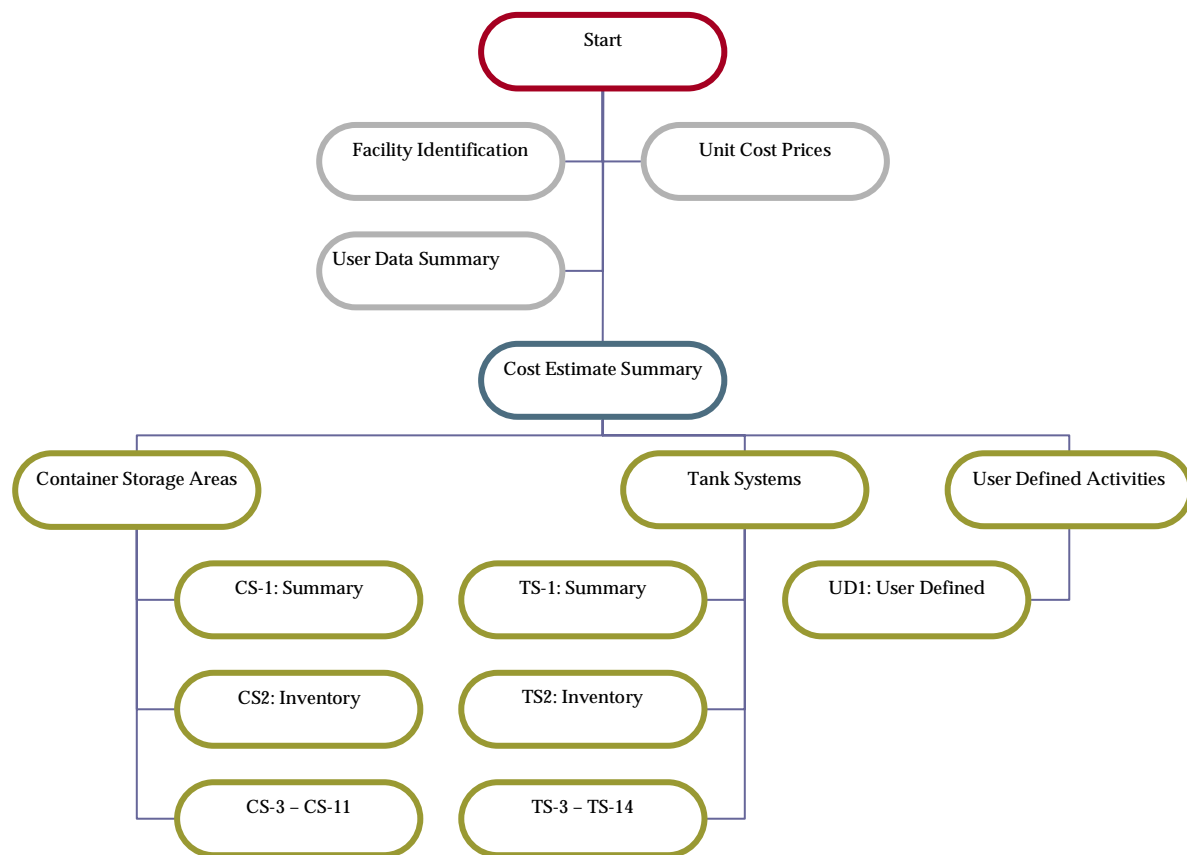 Start
Facility Identification
Unit Cost Prices
User Data Summary
Cost Estimate Summary
Container Storage Areas
Tank Systems
User Defined Activities
CS-1: Summary
TS-1: Summary
UD1: User Defined
CS2: Inventory
TS2: Inventory
CS-3 – CS-11
TS-3 – TS-14